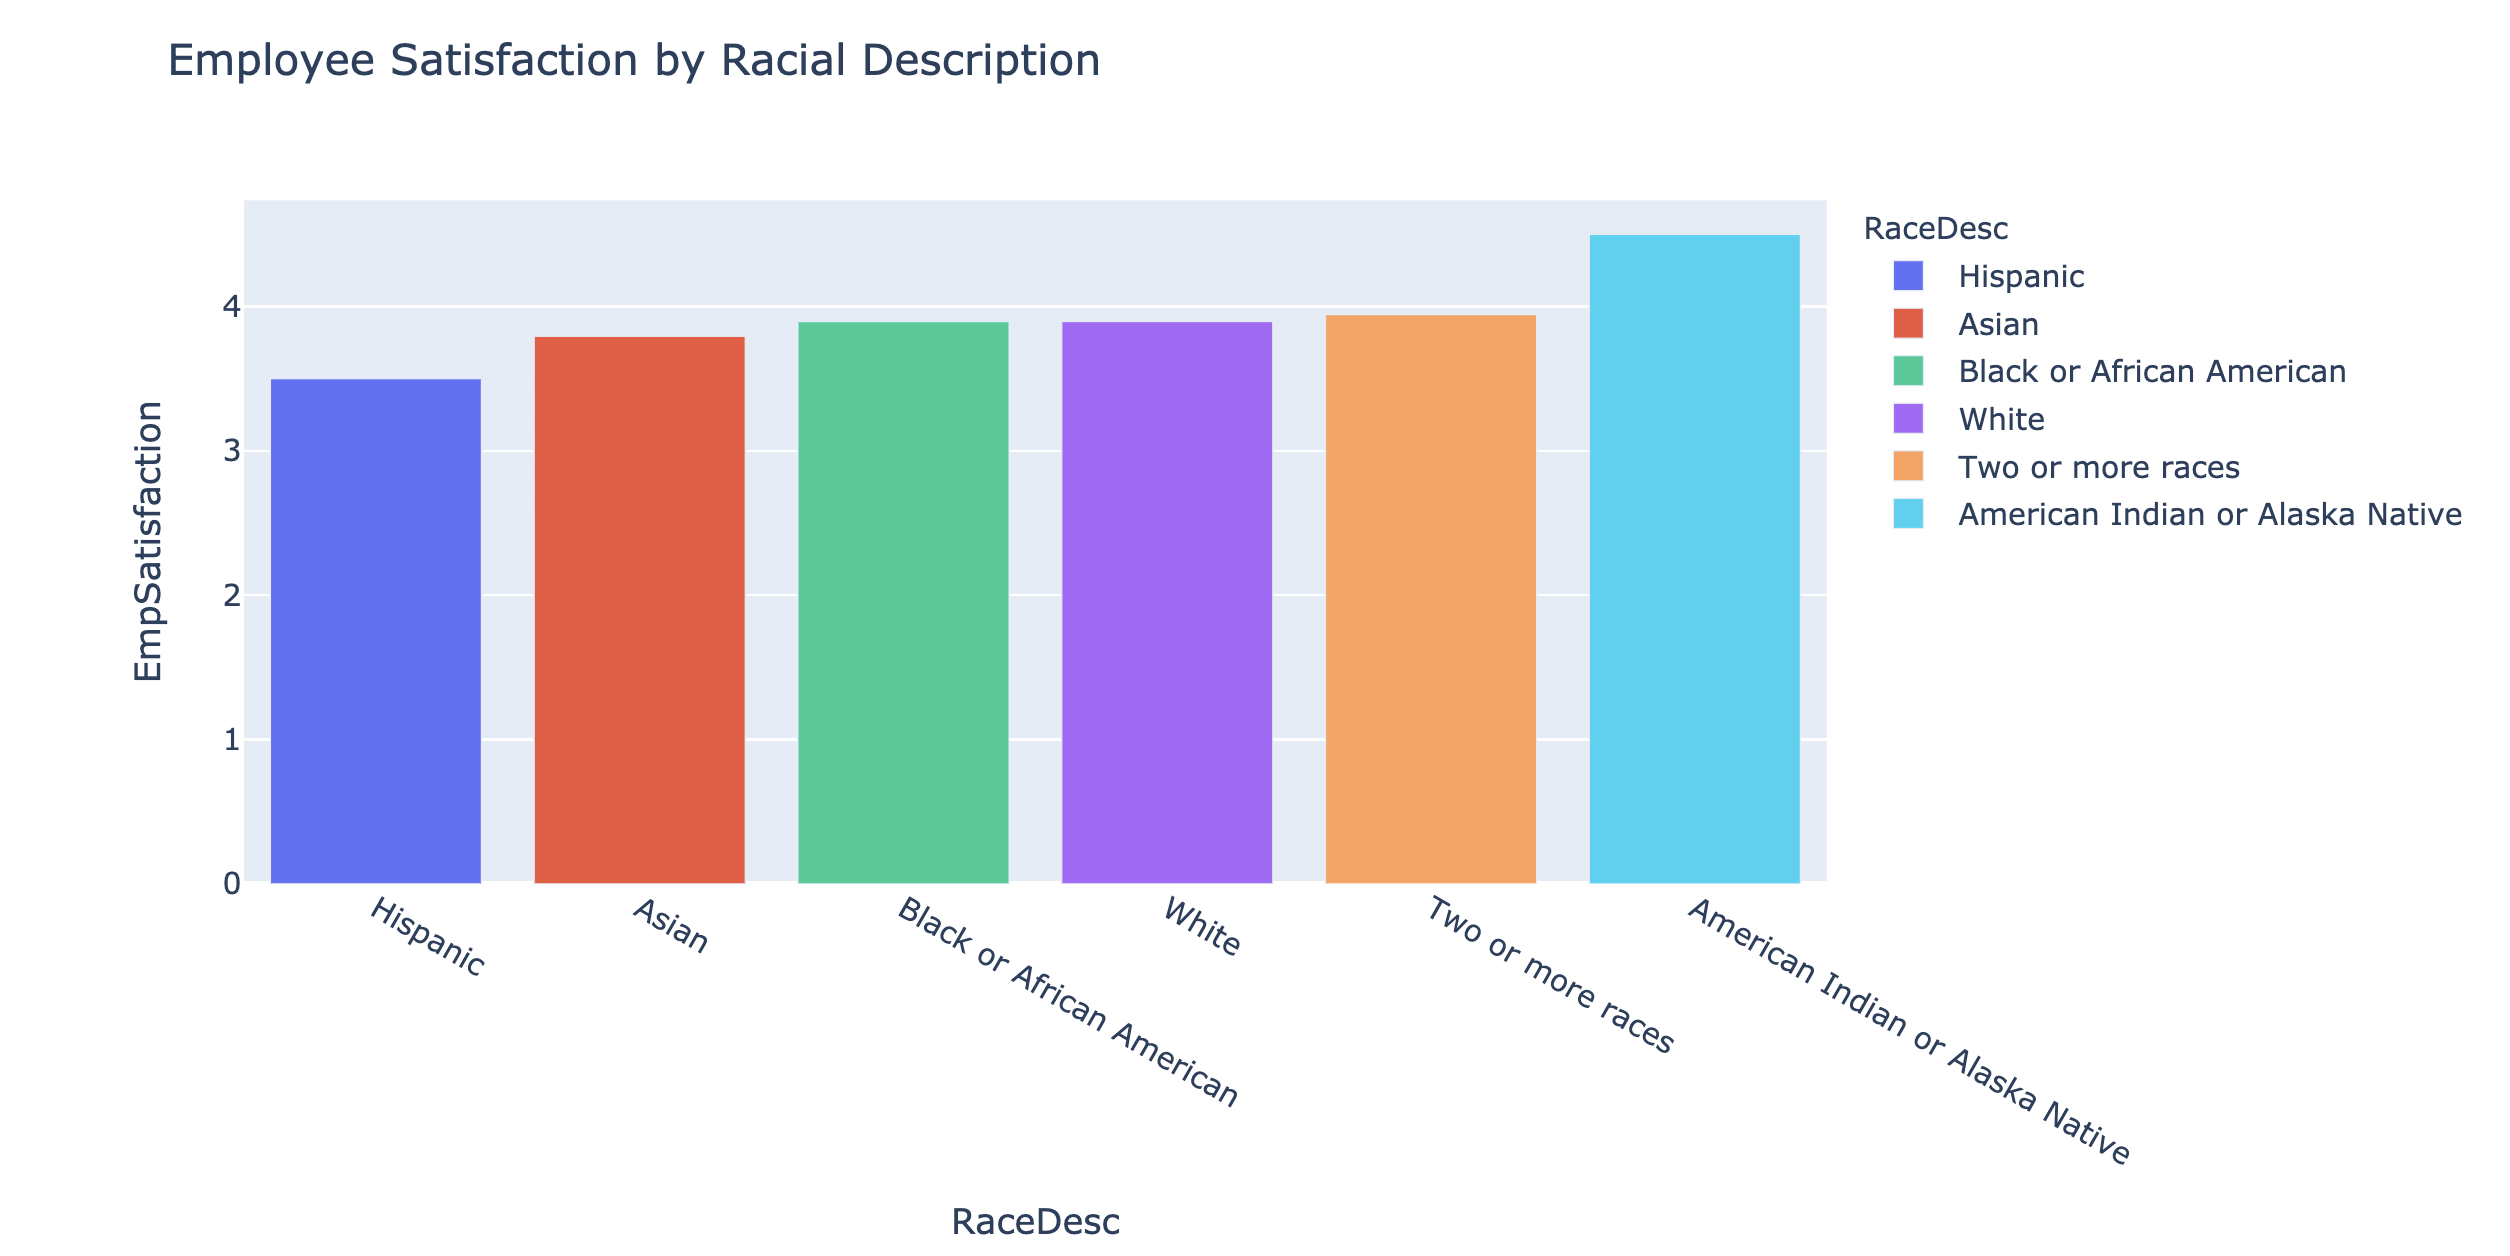 Employee Satisfaction by Racial Description
EmpSatisfaction
4
3
2
1
0
Hispanic
Asian
Black or African American
White
Two or more races
American Indian or Alaska Native
RaceDesc
RaceDesc
Hispanic
Asian
Black or African American
White
Two or more races
American Indian or Alaska Native